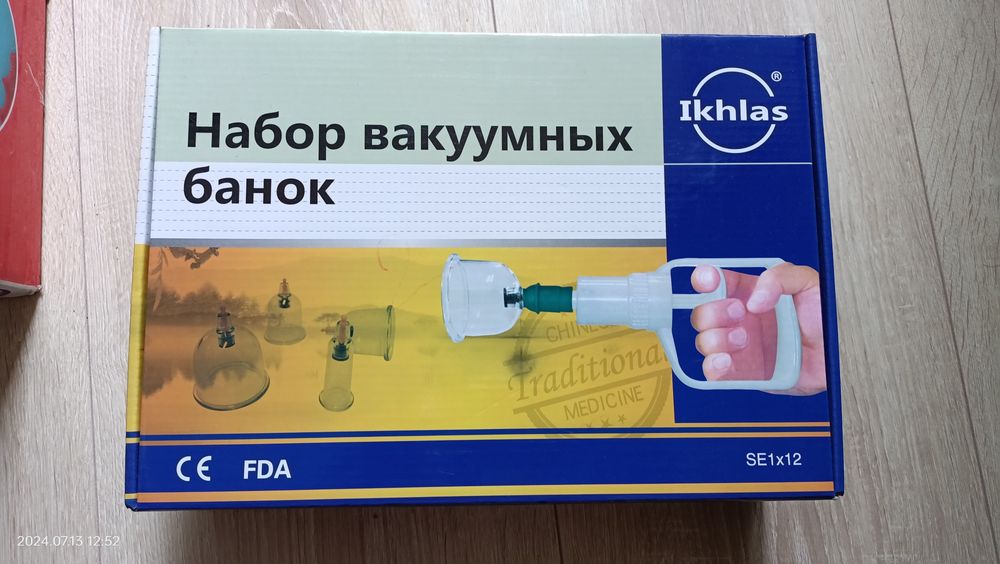 Набор вакуумных
банок
Ikhlas®
Traditional
MEDICINE
CE FDA
SE1x12
2024.07.13 12:52